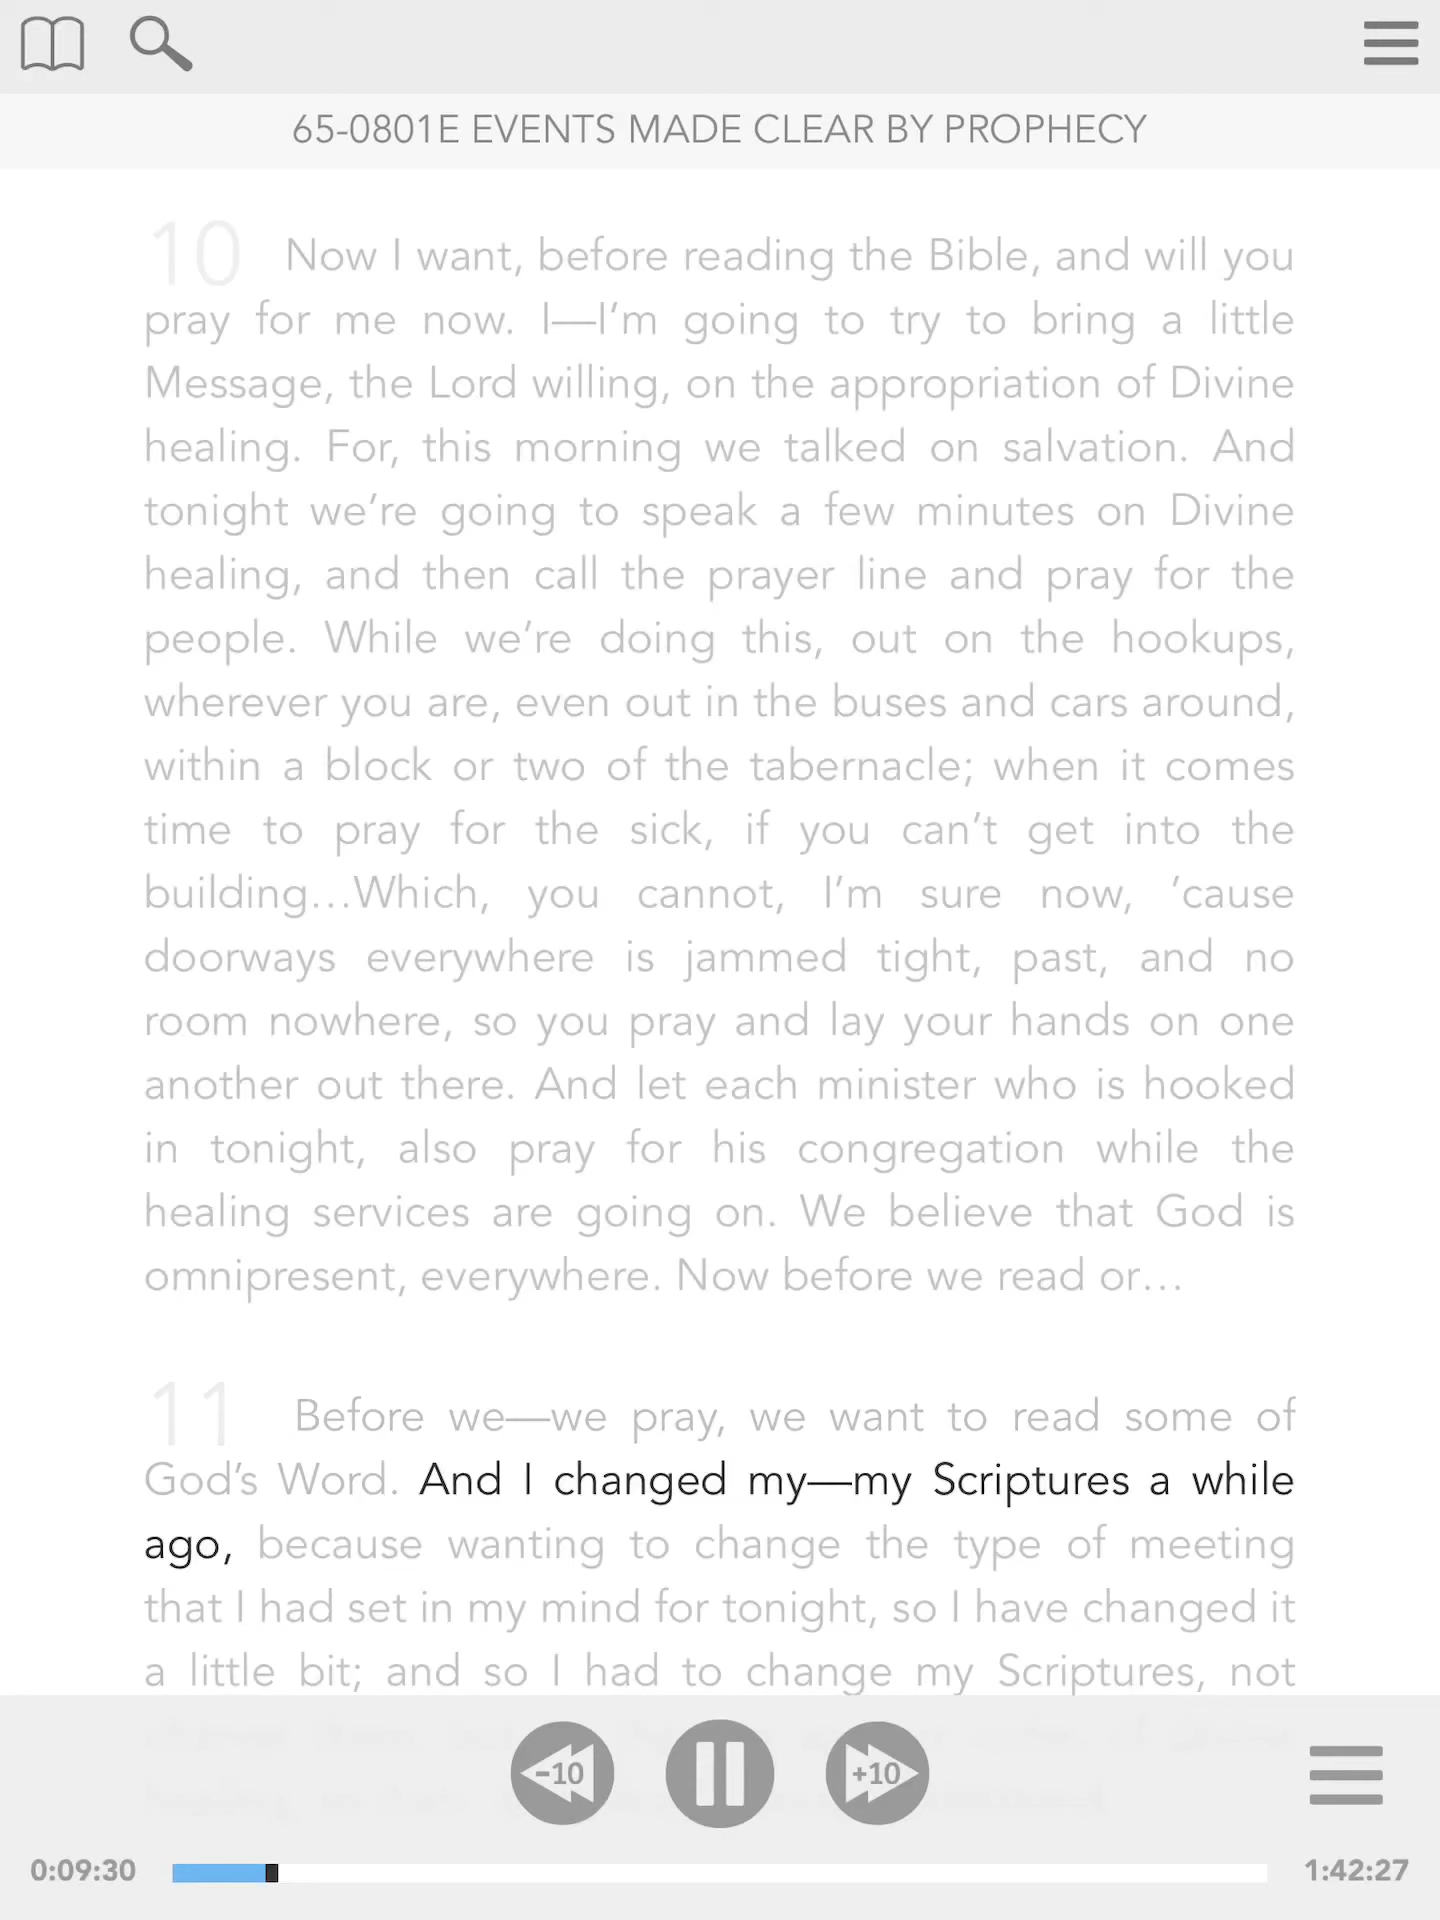 65-0801E EVENTS MADE CLEAR BY PROPHECY
10 Now I want, before reading the Bible, and will you
pray for me now. I—I’m going to try to bring a little
Message, the Lord willing, on the appropriation of Divine
healing. For, this morning we talked on salvation. And
tonight we’re going to speak a few minutes on Divine
healing, and then call the prayer line and pray for the
people. While we’re doing this, out on the hookups,
wherever you are, even out in the buses and cars around,
within a block or two of the tabernacle; when it comes
time to pray for the sick, if you can’t get into the
building…Which, you cannot, I’m sure now, ’cause
doorways everywhere is jammed tight, past, and no
room nowhere, so you pray and lay your hands on one
another out there. And let each minister who is hooked
in tonight, also pray for his congregation while the
healing services are going on. We believe that God is
omnipresent, everywhere. Now before we read or…
11 Before we—we pray, we want to read some of
God’s Word. And I changed my—my Scriptures a while
ago, because wanting to change the type of meeting
that I had set in my mind for tonight, so I have changed it
a little bit; and so I had to change my Scriptures, not
-10 +10
0:09:30 1:42:27